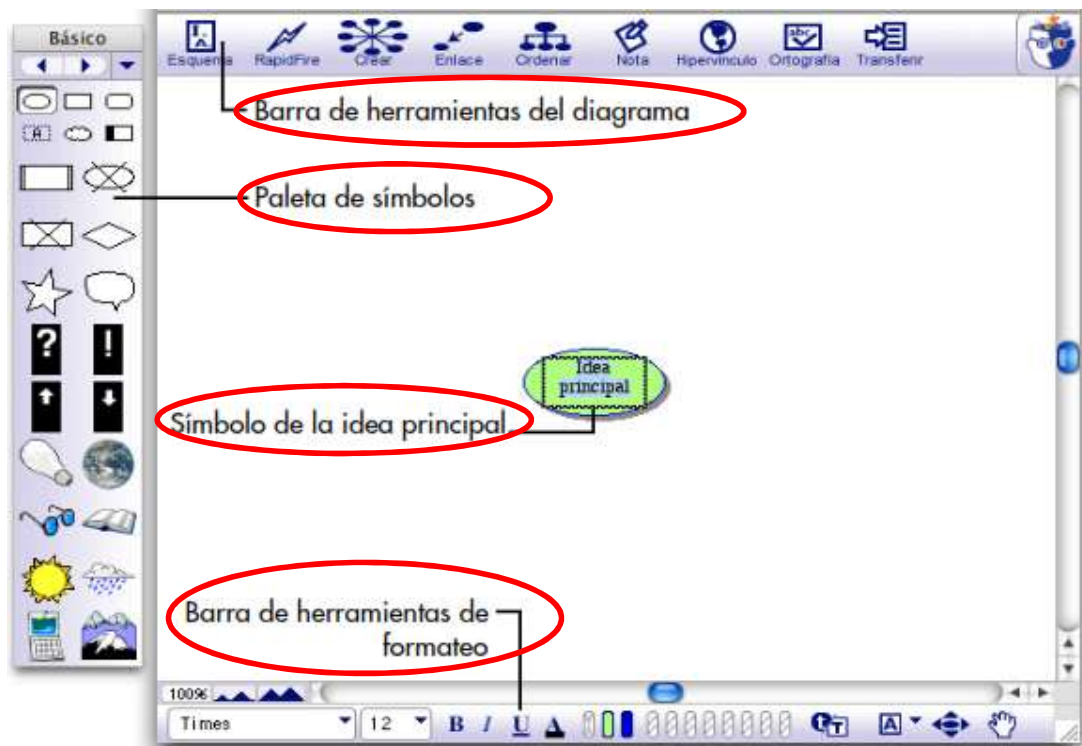 Básico
Esquema RapidFire Crear Enlace Ordenar Nota Hipervínculo Ortografía Transferir
Barra de herramientas del diagrama
Paleta de símbolos
Idea
principal
Símbolo de la idea principal
Barra de herramientas de
formateo
100%
Times 12 B I U A A